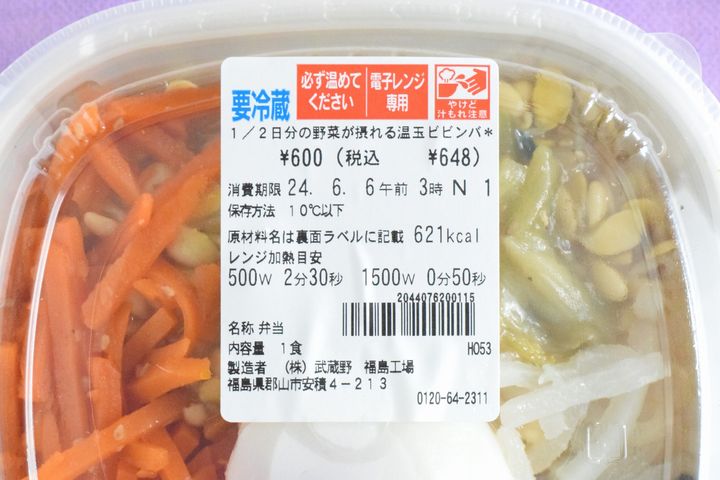 要冷蔵
必ず温めて
ください
電子レンジ
専用
やけど
汁もれ注意
1/2日分の野菜が摂れる温玉ビビンバ*
¥600(税込 ¥648)
消費期限 24. 6. 6午前 3時 N 1
保存方法 10℃以下
原材料名は裏面ラベルに記載 621kcal
レンジ加熱目安
500W 2分30秒 1500W 0分50秒
2044076200115
名称 弁当
内容量 1食 H053
製造者 (株)武蔵野 福島工場
福島県郡山市安積4-213
0120-64-2311